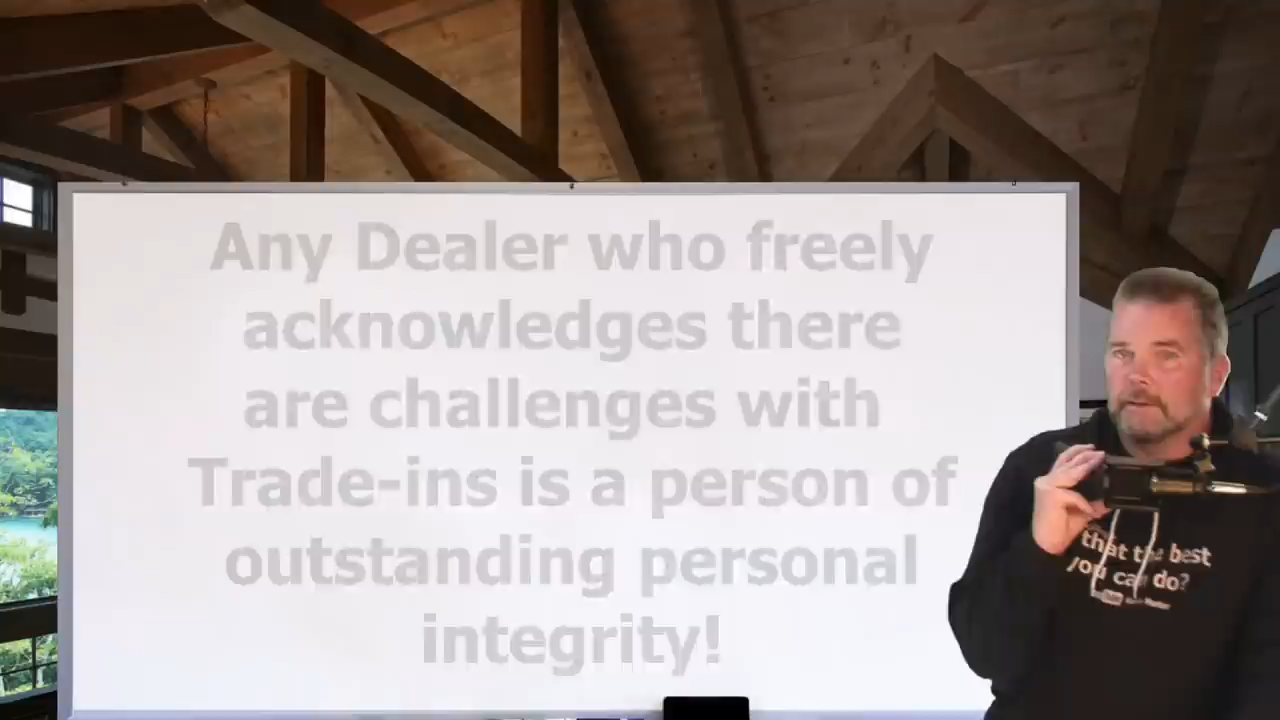 Any Dealer who freely
acknowledges there
are challenges with
Trade-ins is a person of
outstanding personal
integrity!
that the best
you can do?